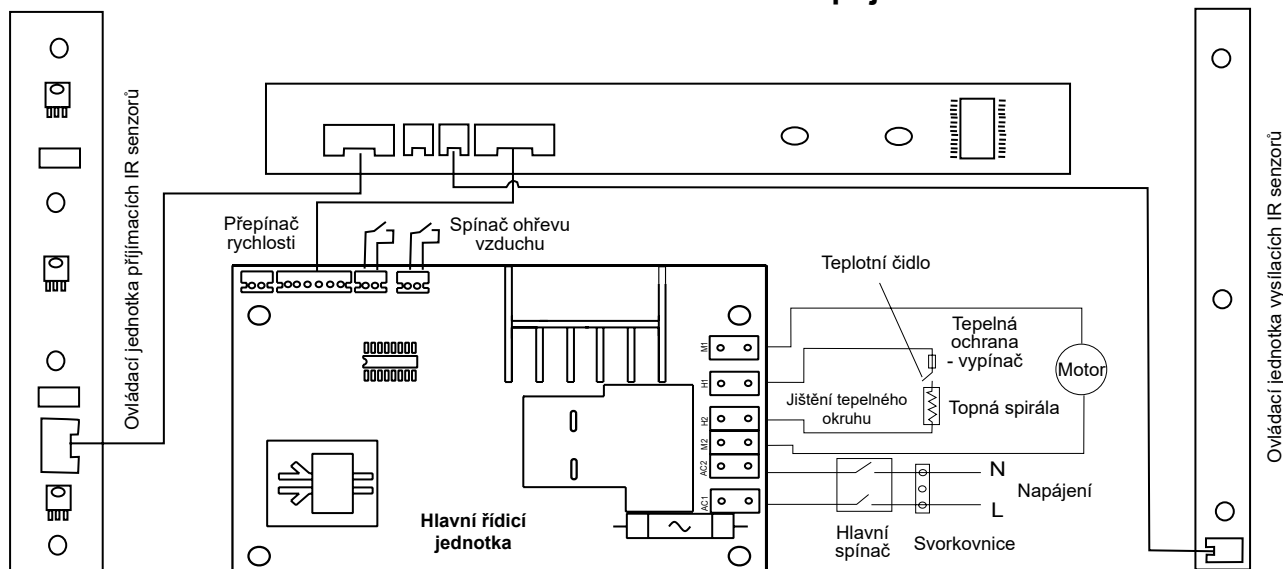 Ovládací jednotka příjímacích IR senzorů
Přepínač
rychlosti
Spínač ohřevu
vzduchu
Teplotní čidlo
Tepelná
ochrana
- vypínač
Motor
Jištění tepelného
okruhu
Topná spirála
M1
H1
H2
M2
AC2
AC1
N
L
Napájení
Hlavní
spínač
Svorkovnice
Hlavní řídicí
jednotka
Ovládací jednotka vysílacích IR senzorů